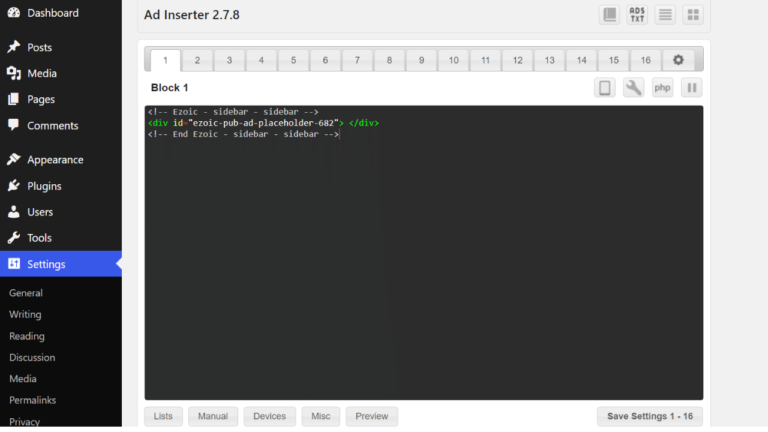 Dashboard
Posts
Media
Pages
Comments
Appearance
Plugins
Users
Tools
Settings
General
Writing
Reading
Discussion
Media
Permalinks
Privacy
Ad Inserter 2.7.8
ADS
TXT
1 2 3 4 5 6 7 8 9 10 11 12 13 14 15 16
Block 1
php
<!-- Ezoic - sidebar - sidebar -->
<div id="ezoic-pub-ad-placeholder-682"> </div>
<!-- End Ezoic - sidebar - sidebar -->
Lists Manual Devices Misc Preview Save Settings 1 - 16